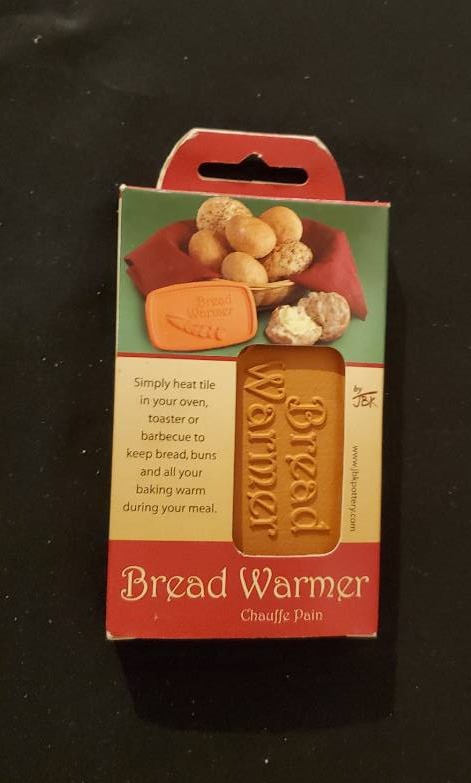 Bread
Warmer
Simply heat tile
in your oven,
toaster or
barbecue to
keep bread, buns
and all your
baking warm
during your meal.
Bread
Warmer
by
JBK
www.jbkpottery.com
Bread Warmer
Chauffe Pain